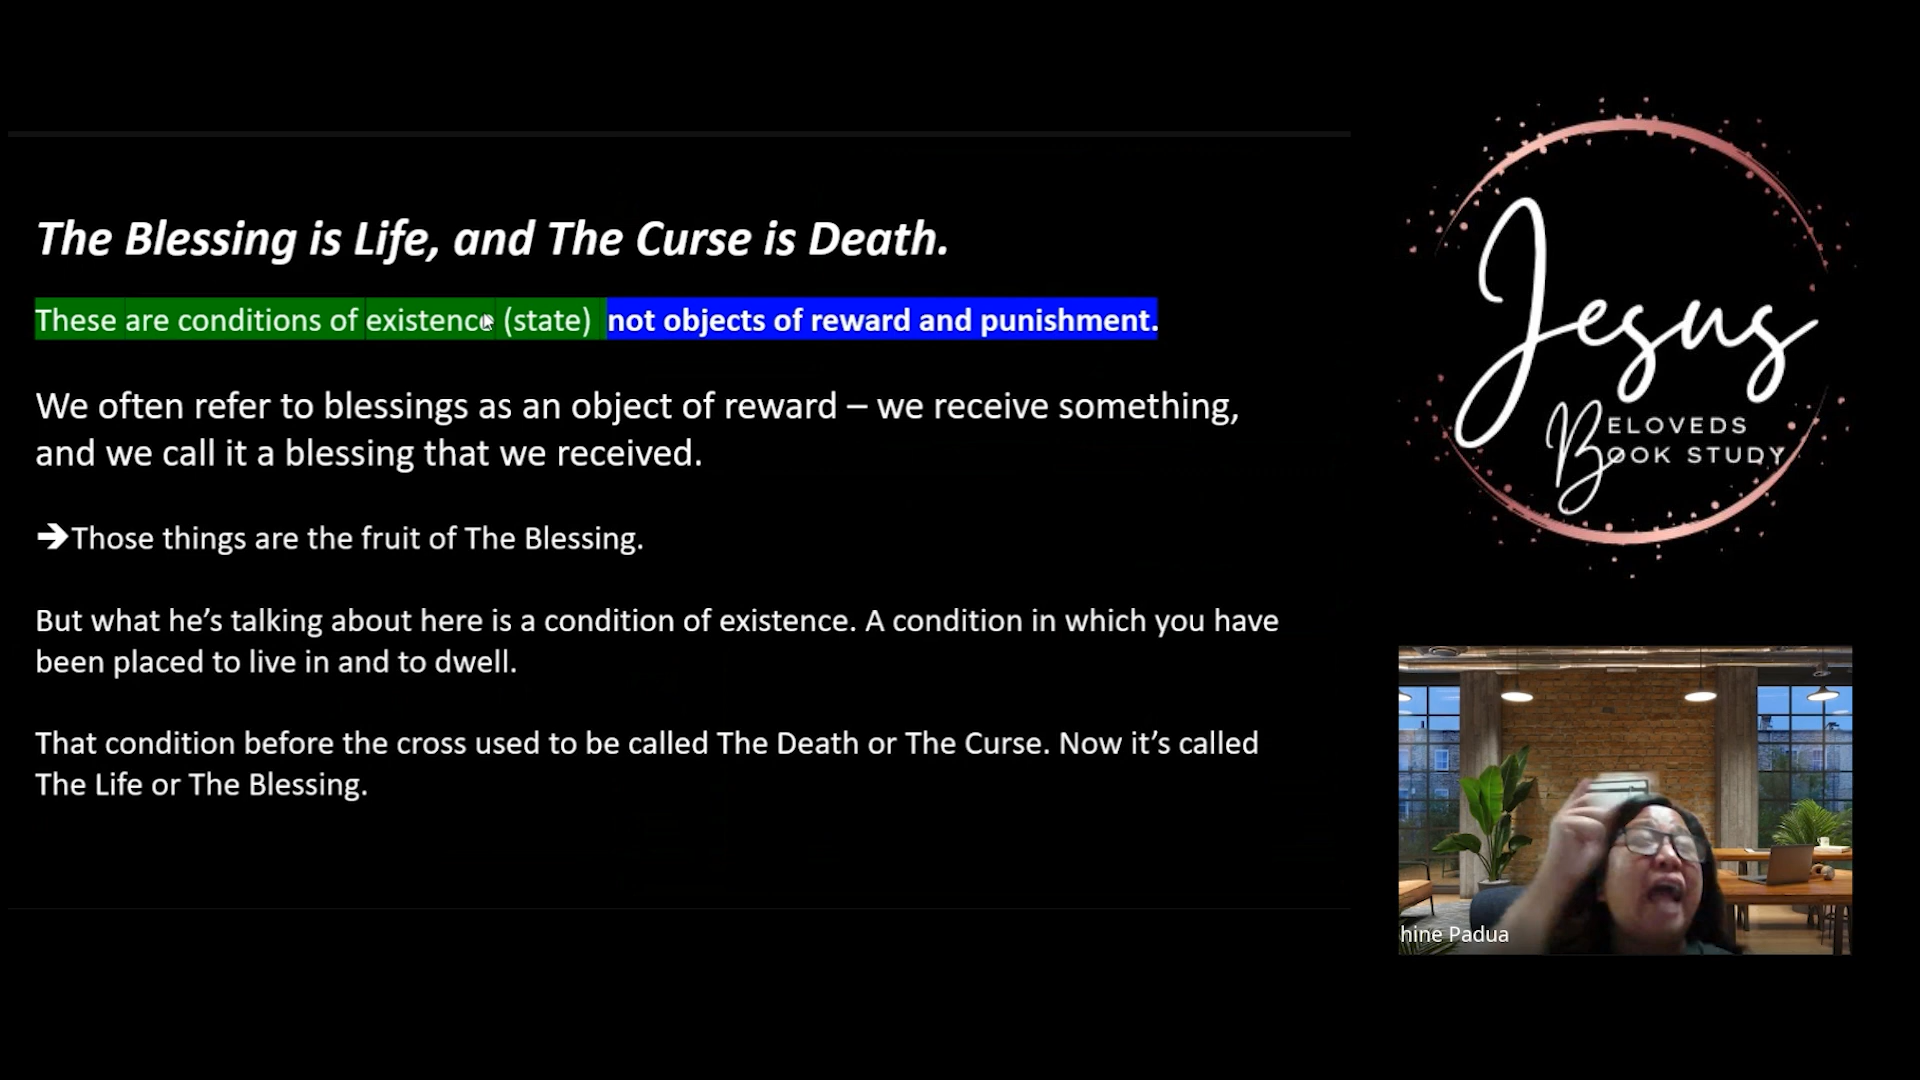 The Blessing is Life, and The Curse is Death.
These are conditions of existence (state) not objects of reward and punishment.
We often refer to blessings as an object of reward – we receive something,
and we call it a blessing that we received.
➔Those things are the fruit of The Blessing.
But what he’s talking about here is a condition of existence. A condition in which you have
been placed to live in and to dwell.
That condition before the cross used to be called The Death or The Curse. Now it’s called
The Life or The Blessing.
Jesus
BELOVEDS
BOOK STUDY
hine Padua